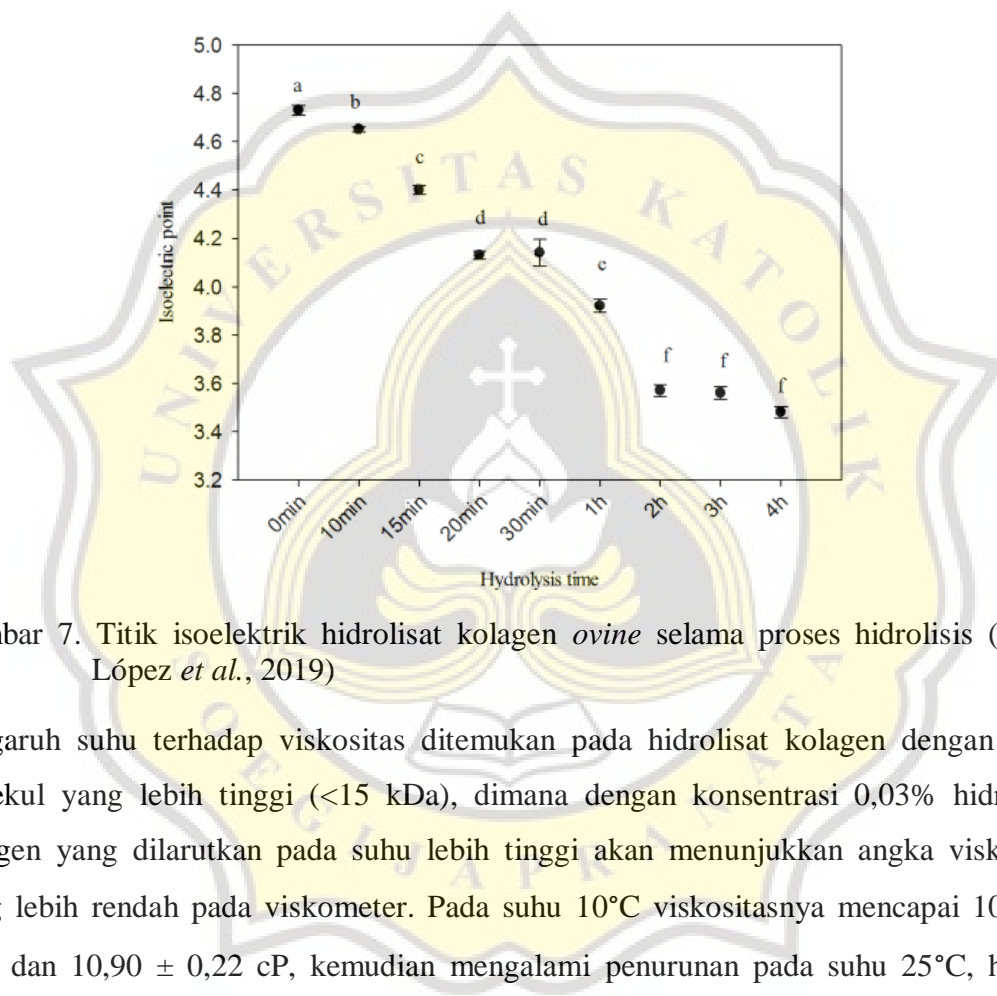 5.0
a
4.8
b
4.6
c
4.4
d
d
4.2
e
4.0
3.8
f
f
f
3.6
3.4
3.2
Isoelectric point
0min 10min 15min 20min 30min 1h 2h 3h 4h
Hydrolysis time
UNIVERSITAS KATOLIK
SOEGIJAPRANATA
mbar 7. Titik isoelektrik hidrolisat kolagen ovine selama proses hidrolisis (
López et al., 2019)
garuh suhu terhadap viskositas ditemukan pada hidrolisat kolagen dengan
ekul yang lebih tinggi (<15 kDa), dimana dengan konsentrasi 0,03% hidr
gen yang dilarutkan pada suhu lebih tinggi akan menunjukkan angka visk
g lebih rendah pada viskometer. Pada suhu 10°C viskositasnya mencapai 10
dan 10,90 ± 0,22 cP, kemudian mengalami penurunan pada suhu 25°C, h